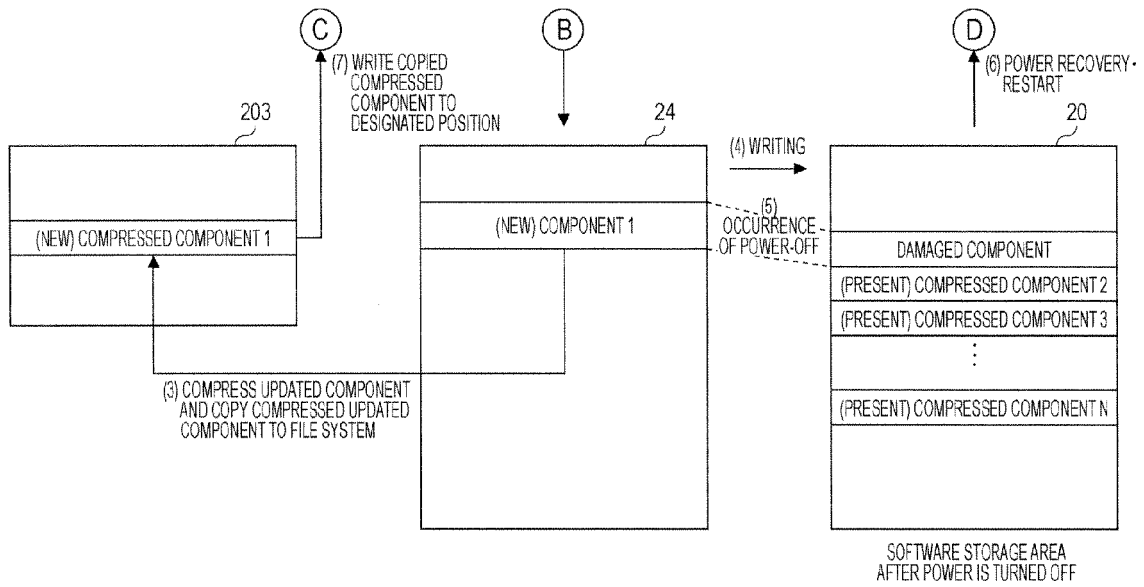 C
B
D
(7) WRITE COPIED
COMPRESSED
COMPONENT TO
DESIGNATED POSITION
(6) POWER RECOVERY·
RESTART
203
24
20
(4) WRITING
(NEW) COMPRESSED COMPONENT 1
(NEW) COMPONENT 1
(5)
OCCURRENCE
OF POWER-OFF
DAMAGED COMPONENT
(PRESENT) COMPRESSED COMPONENT 2
(PRESENT) COMPRESSED COMPONENT 3
⋮
(PRESENT) COMPRESSED COMPONENT N
(3) COMPRESS UPDATED COMPONENT
AND COPY COMPRESSED UPDATED
COMPONENT TO FILE SYSTEM
SOFTWARE STORAGE AREA
AFTER POWER IS TURNED OFF